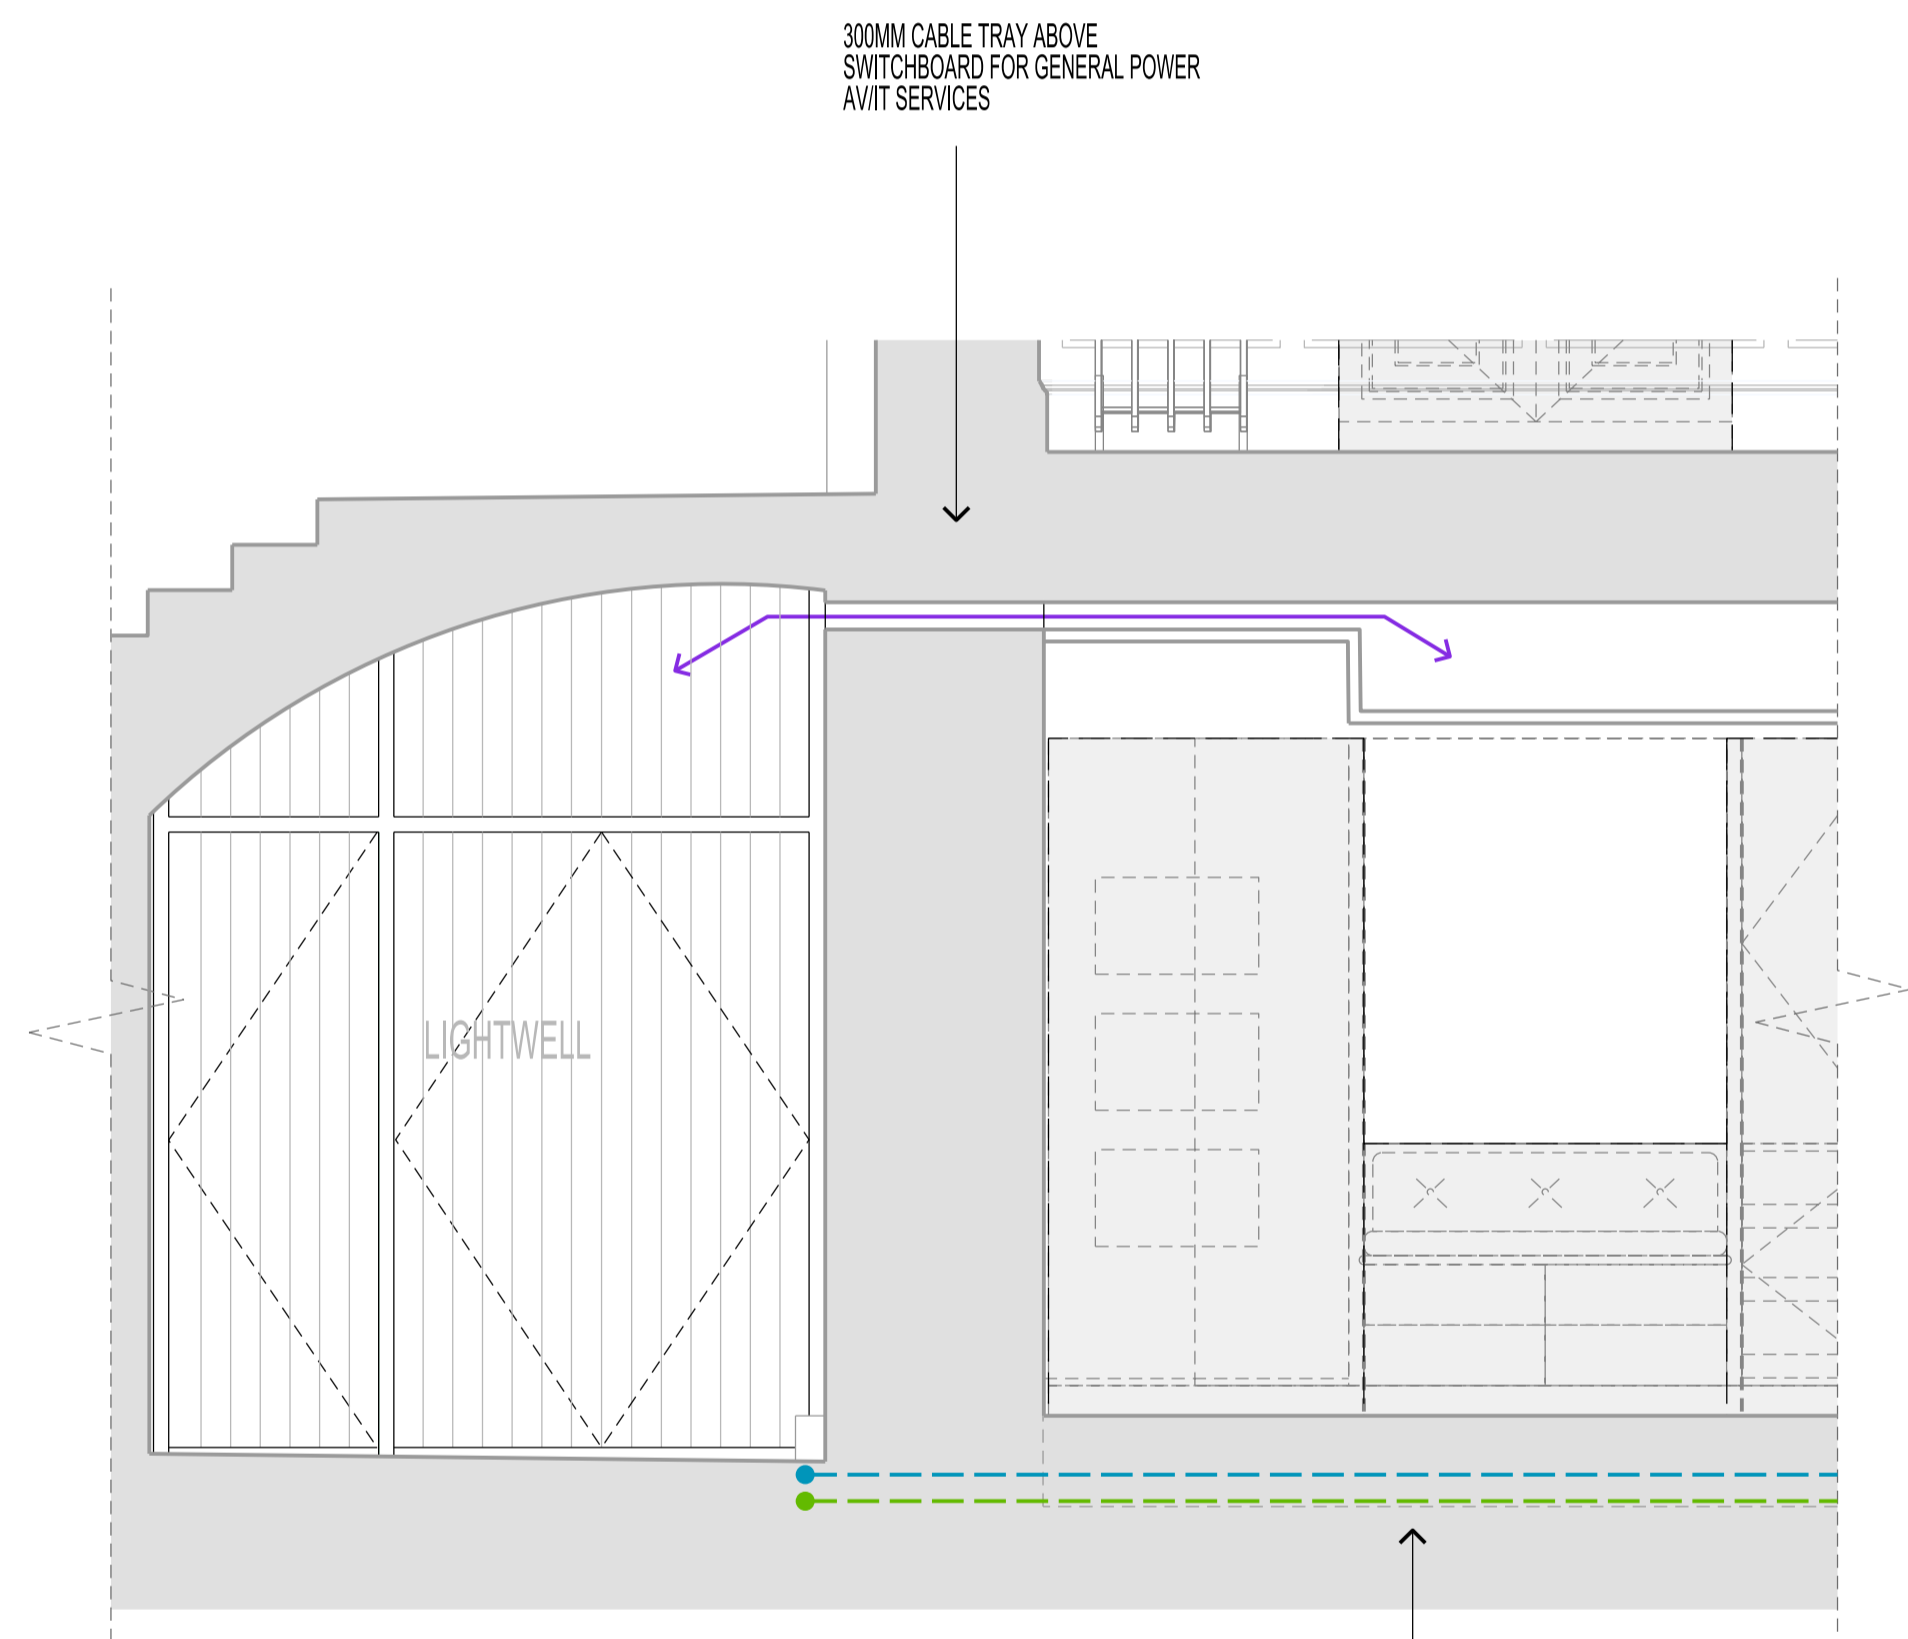 300MM CABLE TRAY ABOVE
SWITCHBOARD FOR GENERAL POWER
AV/IT SERVICES
LIGHTWELL